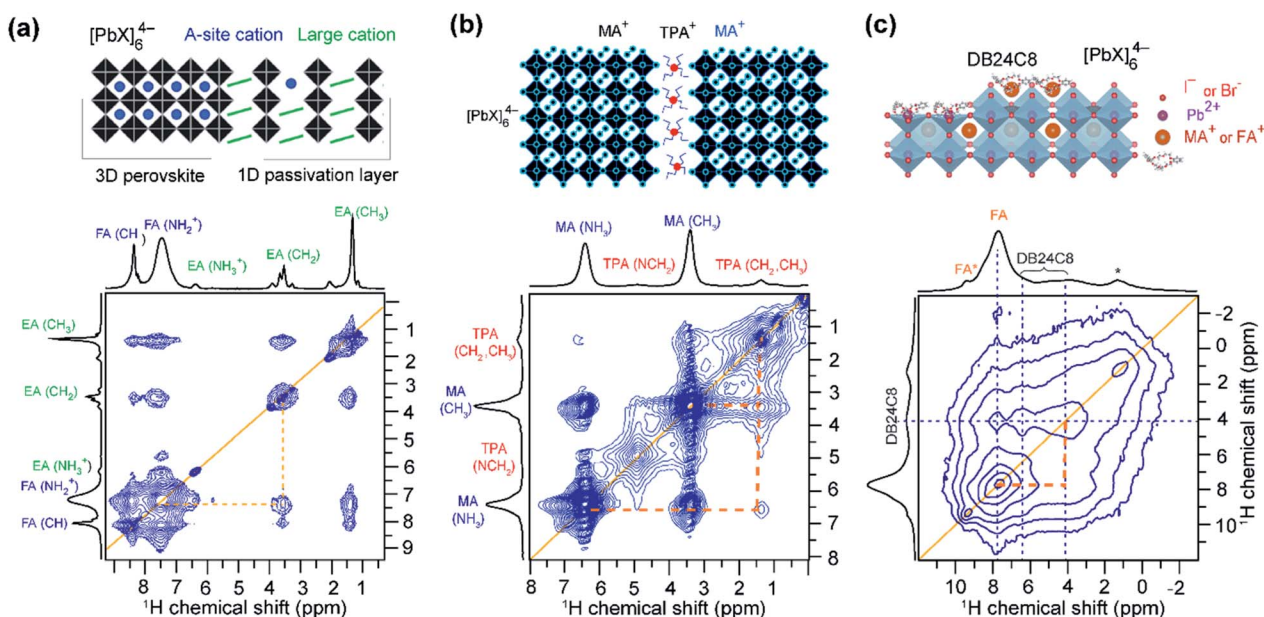 (a)
[PbX]₆⁴⁻ A-site cation Large cation
3D perovskite 1D passivation layer
FA (CH)
FA (NH₂⁺)
EA (NH₃⁺)
EA (CH₂)
EA (CH₃)
EA (CH₃)
EA (CH₂)
EA (NH₃⁺)
FA (NH₂⁺)
FA (CH)
1
2
3
4
5
6
7
8
9
8 7 6 5 4 3 2 1
¹H chemical shift (ppm)
(b)
MA⁺ TPA⁺ MA⁺
[PbX]₆⁴⁻
MA (NH₃)
TPA (NCH₂)
MA (CH₃)
TPA (CH₂,CH₃)
TPA
(CH₂,CH₃)
MA
(CH₃)
TPA
(NCH₂)
MA
(NH₃)
1
2
3
4
5
6
7
8
8 7 6 5 4 3 2 1
¹H chemical shift (ppm)
(c)
DB24C8 [PbX]₆⁴⁻
I⁻ or Br⁻
Pb²⁺
MA⁺ or FA⁺
FA
FA*
DB24C8
*
DB24C8
-2
0
2
4
6
8
10
¹H chemical shift (ppm)
10 8 6 4 2 0 -2
¹H chemical shift (ppm)